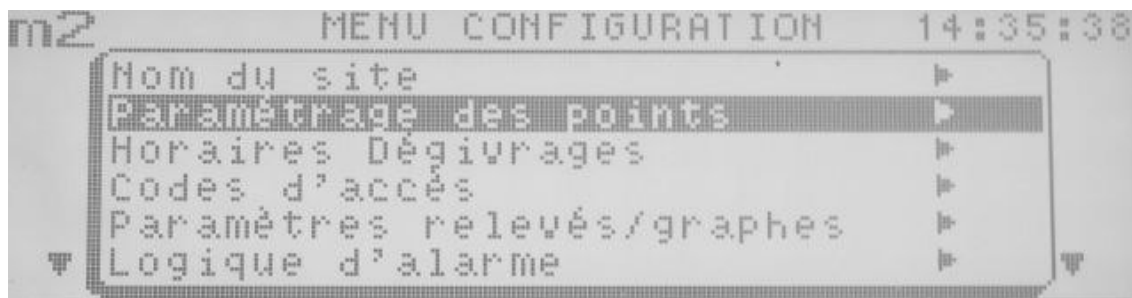 m2 MENU CONFIGURATION 14:35:38
Nom du site
Paramétrage des points
Horaires Dégivrages
Codes d'accés
Paramètres relevés/graphes
Logique d'alarme